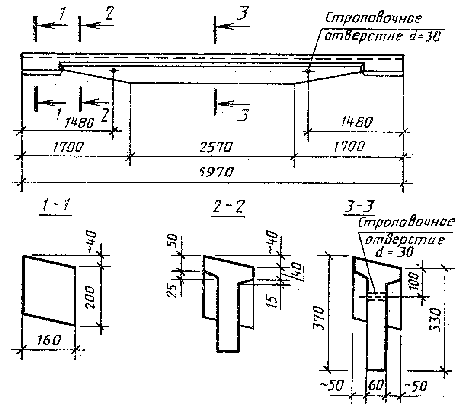 1 2 3
Строповочное
отверстие d=30
1 2 3
1480 1480
1700 2570 1700
5970
1-1 2-2 3-3
Строповочное
отверстие
d=30
~40 50 ~40
200 25 15 140 370 100 330
160 ~50 60 ~50